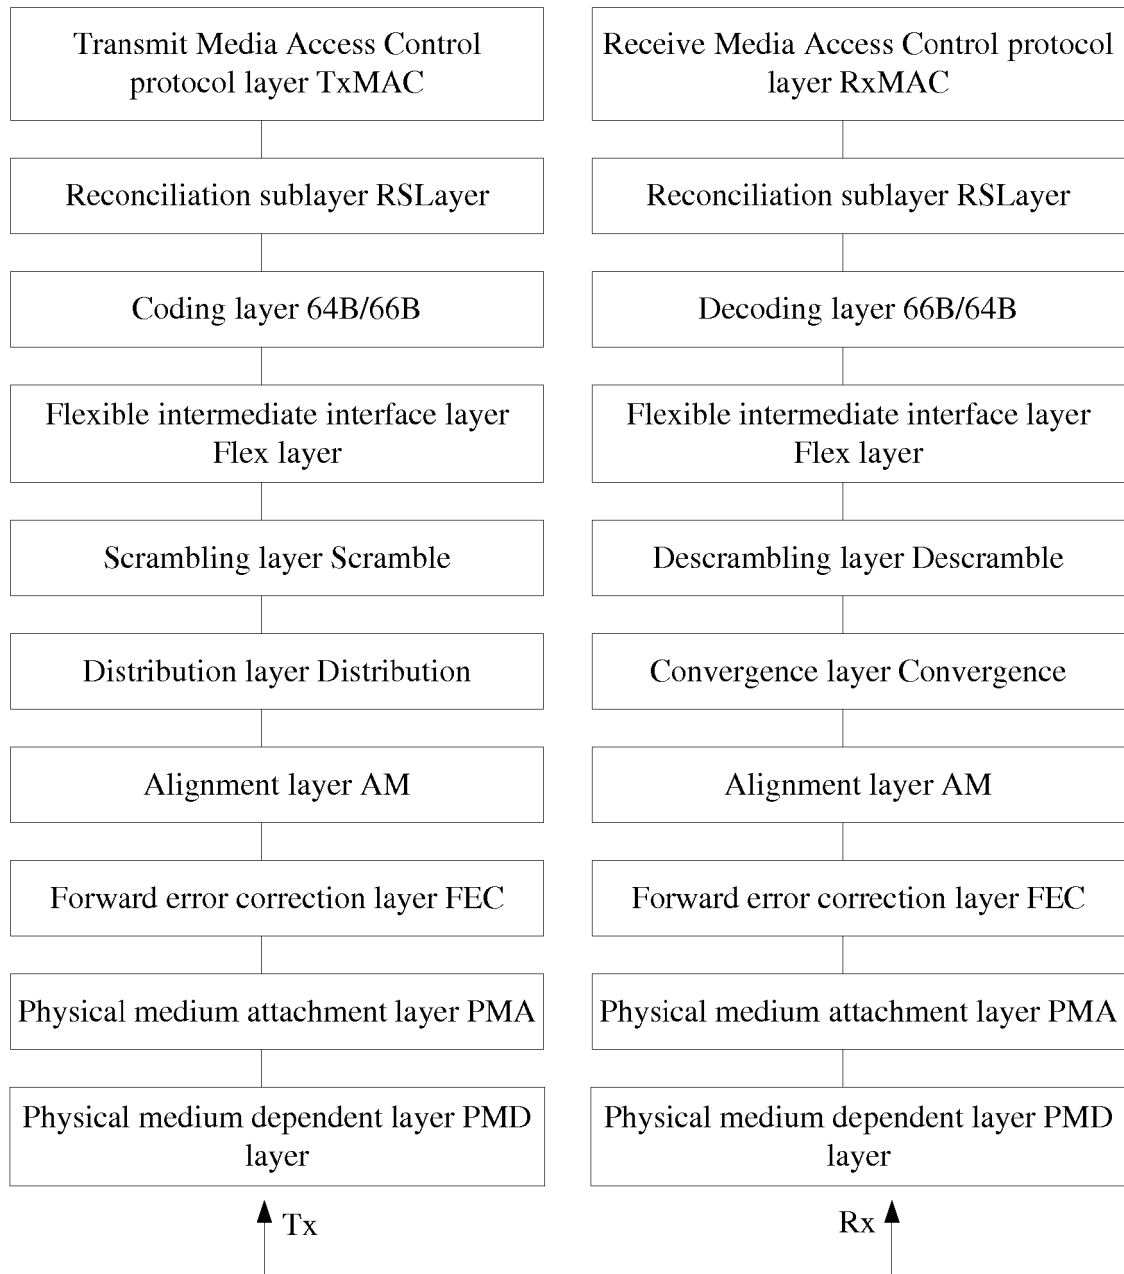 Transmit Media Access Control
protocol layer TxMAC
Reconciliation sublayer RSLayer
Coding layer 64B/66B
Flexible intermediate interface layer
Flex layer
Scrambling layer Scramble
Distribution layer Distribution
Alignment layer AM
Forward error correction layer FEC
Physical medium attachment layer PMA
Physical medium dependent layer PMD
layer
Tx
Receive Media Access Control protocol
layer RxMAC
Reconciliation sublayer RSLayer
Decoding layer 66B/64B
Flexible intermediate interface layer
Flex layer
Descrambling layer Descramble
Convergence layer Convergence
Alignment layer AM
Forward error correction layer FEC
Physical medium attachment layer PMA
Physical medium dependent layer PMD
layer
Rx